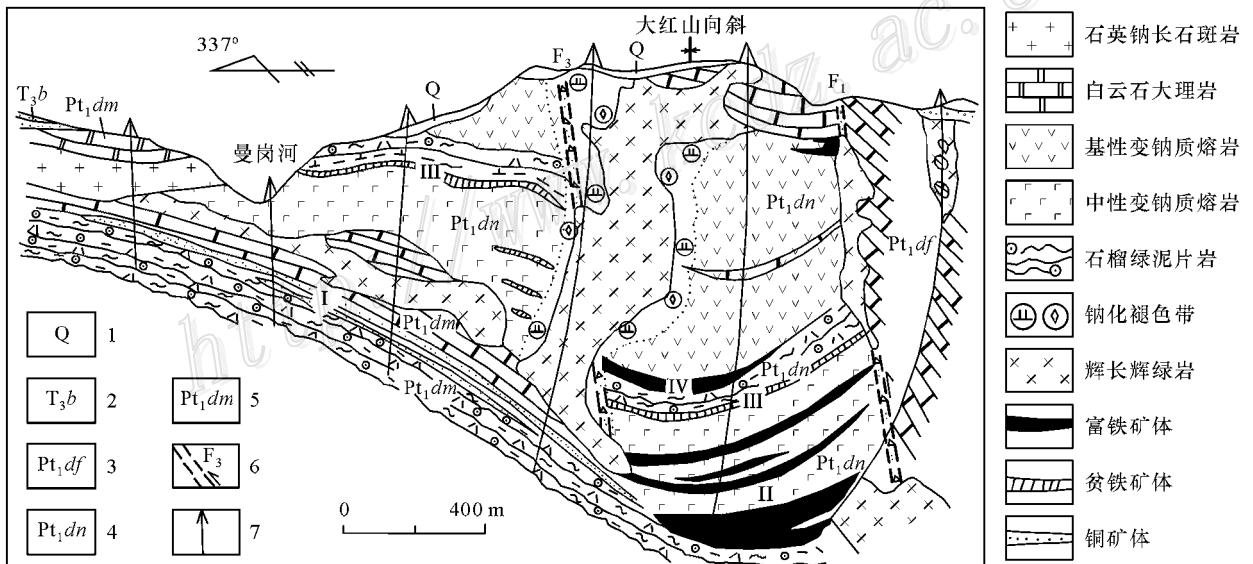 大红山向斜
337°
F₃
Q
F₁
T₃b
Pt₁dm
Q
曼岗河
III
Pt₁dn
Pt₁dn
Pt₁df
I
Pt₁dm
Pt₁dm
IV
Pt₁dn
III
Pt₁dn
II
Q 1
T₃b 2
Pt₁df 3
Pt₁dn 4
Pt₁dm 5
F₃ 6
7
0 400 m
石英钠长石斑岩
白云石大理岩
基性变钠质熔岩
中性变钠质熔岩
石榴绿泥片岩
钠化褪色带
辉长辉绿岩
富铁矿体
贫铁矿体
铜矿体